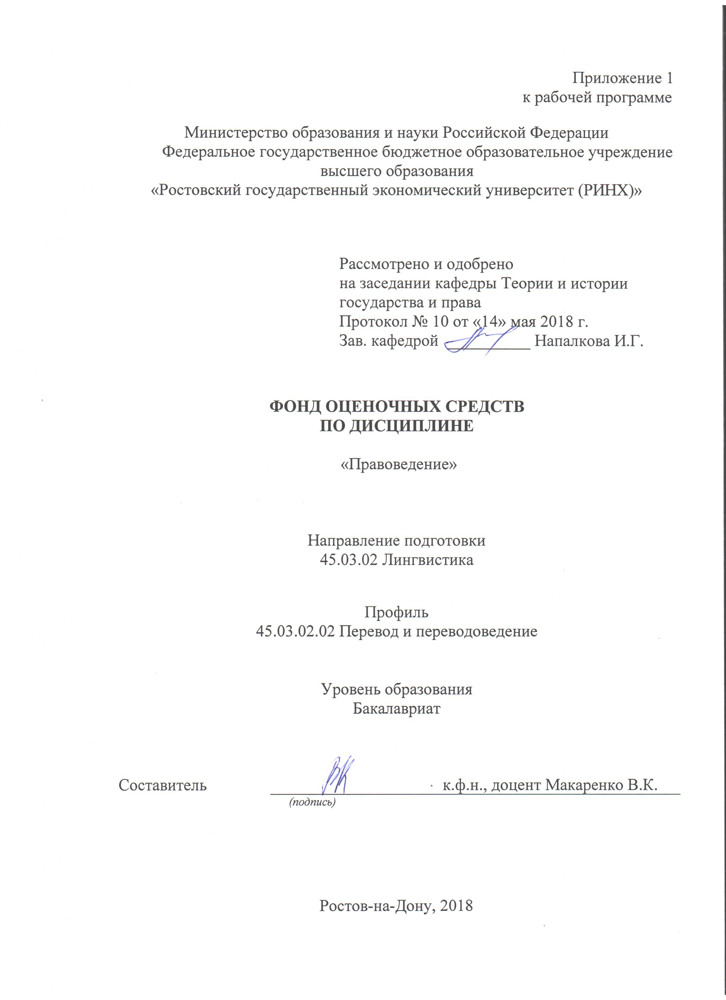 Приложение 1
к рабочей программе
Министерство образования и науки Российской Федерации
Федеральное государственное бюджетное образовательное учреждение
высшего образования
«Ростовский государственный экономический университет (РИНХ)»
Рассмотрено и одобрено
на заседании кафедры Теории и истории
государства и права
Протокол № 10 от «14» мая 2018 г.
Зав. кафедрой __________ Напалкова И.Г.
ФОНД ОЦЕНОЧНЫХ СРЕДСТВ
ПО ДИСЦИПЛИНЕ
«Правоведение»
Направление подготовки
45.03.02 Лингвистика
Профиль
45.03.02.02 Перевод и переводоведение
Уровень образования
Бакалавриат
Составитель к.ф.н., доцент Макаренко В.К.
(подпись)
Ростов-на-Дону, 2018